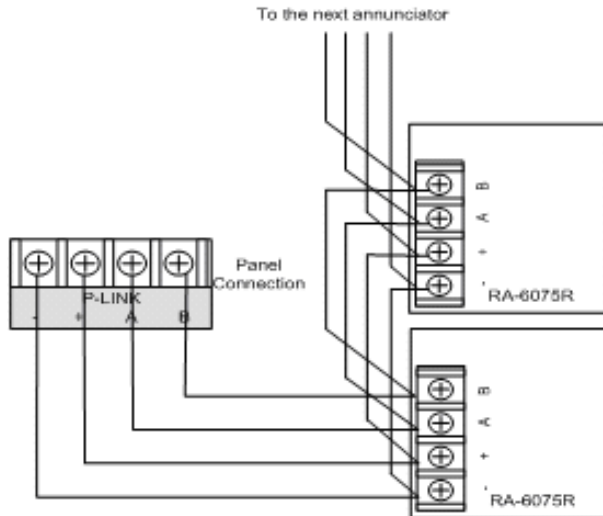 To the next annunciator
B
A
+
-
RA-6075R
Panel
Connection
P-LINK
- + A B
B
A
+
-
RA-6075R